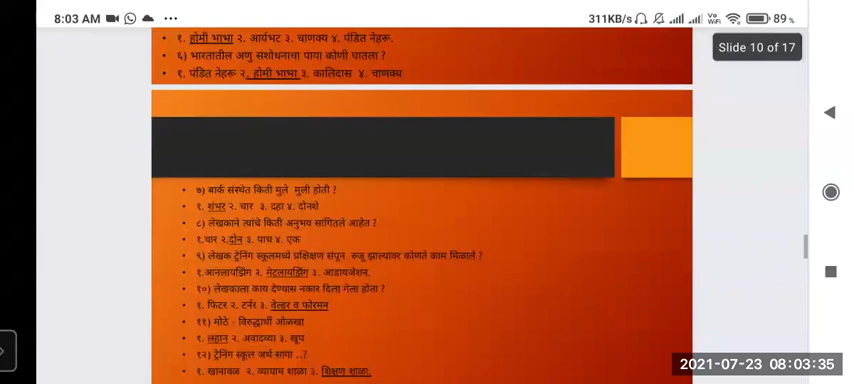 8:03 AM ... 311KB/s Vo WiFi 89%
१. होमी भाभा २. आर्यभट ३. चाणक्य ४. पंडित नेहरू.
६) भारतातील अणु संशोधनाचा पाया कोणी घातला ?
१. पंडित नेहरू २. होमी भाभा ३. कालिदास ४. चाणक्य
Slide 10 of 17
७) बार्क संस्थेत किती मुले मुली होती ?
१. शंभर २. चार ३. दहा ४. दोनशे
८) लेखकाने त्यांचे किती अनुभव सांगितले आहेत ?
१.चार २.दोन ३. पाच ४. एक
९) लेखक ट्रेनिंग स्कूलमध्ये प्रक्षिक्षण संपून रुजू झाल्यावर कोणते काम मिळाले ?
१.आनलायझिंग २. मेटलायझिंग ३. आडायजेशन.
१०) लेखकाला काय देण्यास नकार दिला गेला होता ?
१. फिटर २. टर्नर ३. वेल्डर व फोरमन
११) मोठे - विरुद्धार्थी ओळखा
१. लहान २. अवाढव्या ३. खूप
१२) ट्रेनिंग स्कूल अर्थ सांगा ..?
१. खानावळ २. व्यायाम शाळा ३. शिक्षण शाळा.
2021-07-23 08:03:35